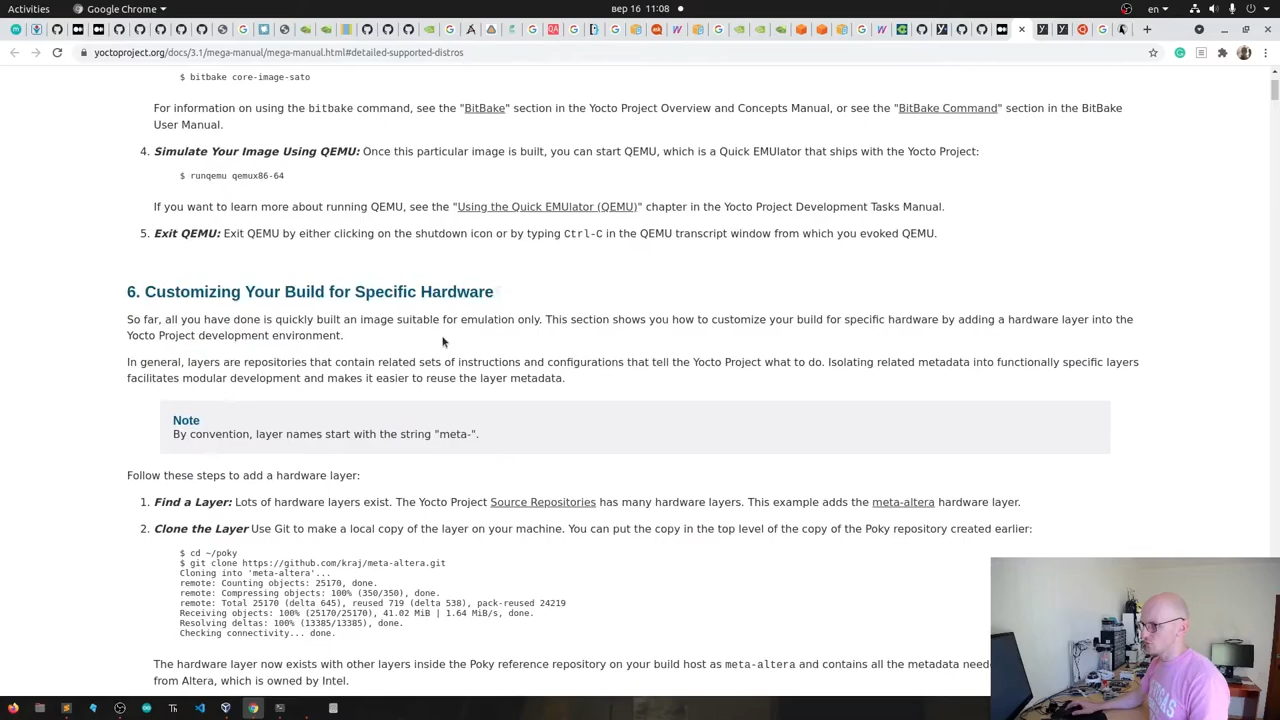 Activities
Google Chrome
Вер 16 11:08
en
yoctoproject.org/docs/3.1/mega-manual/mega-manual.html#detailed-supported-distros
$ bitbake core-image-sato
For information on using the bitbake command, see the "BitBake" section in the Yocto Project Overview and Concepts Manual, or see the "BitBake Command" section in the BitBake
User Manual.
4. Simulate Your Image Using QEMU: Once this particular image is built, you can start QEMU, which is a Quick EMUlator that ships with the Yocto Project:
$ runqemu qemux86-64
If you want to learn more about running QEMU, see the "Using the Quick EMUlator (QEMU)" chapter in the Yocto Project Development Tasks Manual.
5. Exit QEMU: Exit QEMU by either clicking on the shutdown icon or by typing Ctrl-C in the QEMU transcript window from which you evoked QEMU.
6. Customizing Your Build for Specific Hardware
So far, all you have done is quickly built an image suitable for emulation only. This section shows you how to customize your build for specific hardware by adding a hardware layer into the
Yocto Project development environment.
In general, layers are repositories that contain related sets of instructions and configurations that tell the Yocto Project what to do. Isolating related metadata into functionally specific layers
facilitates modular development and makes it easier to reuse the layer metadata.
Note
By convention, layer names start with the string "meta-".
Follow these steps to add a hardware layer:
1. Find a Layer: Lots of hardware layers exist. The Yocto Project Source Repositories has many hardware layers. This example adds the meta-altera hardware layer.
2. Clone the Layer Use Git to make a local copy of the layer on your machine. You can put the copy in the top level of the copy of the Poky repository created earlier:
$ cd ~/poky
$ git clone https://github.com/kraj/meta-altera.git
Cloning into 'meta-altera'...
remote: Counting objects: 25170, done.
remote: Compressing objects: 100% (350/350), done.
remote: Total 25170 (delta 645), reused 719 (delta 538), pack-reused 24219
Receiving objects: 100% (25170/25170), 41.02 MiB | 1.64 MiB/s, done.
Resolving deltas: 100% (13385/13385), done.
Checking connectivity... done.
The hardware layer now exists with other layers inside the Poky reference repository on your build host as meta-altera and contains all the metadata neede
from Altera, which is owned by Intel.